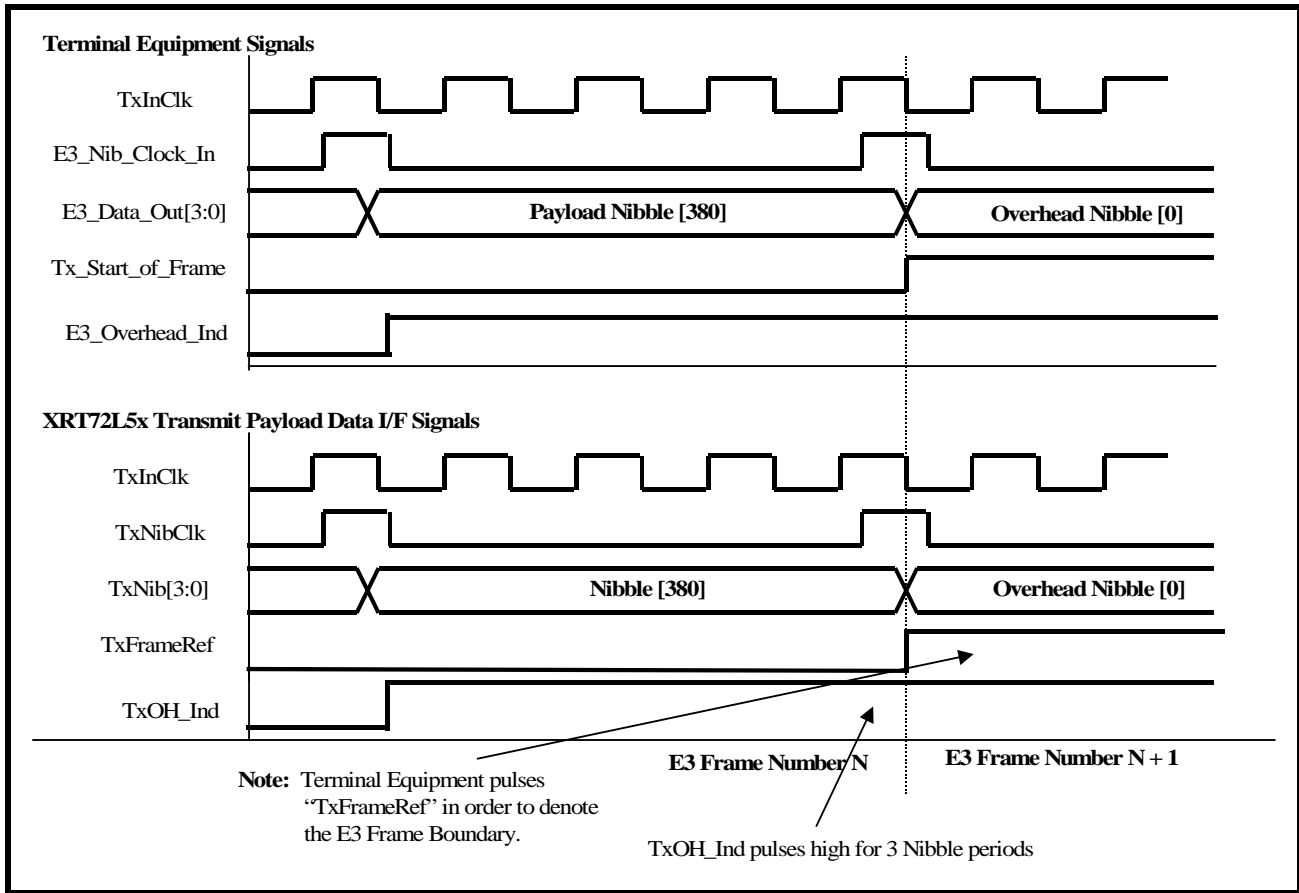 Terminal Equipment Signals
TxInClk
E3_Nib_Clock_In
E3_Data_Out[3:0]
Payload Nibble [380]
Overhead Nibble [0]
Tx_Start_of_Frame
E3_Overhead_Ind
XRT72L5x Transmit Payload Data I/F Signals
TxInClk
TxNibClk
TxNib[3:0]
Nibble [380]
Overhead Nibble [0]
TxFrameRef
TxOH_Ind
E3 Frame Number N
E3 Frame Number N + 1
Note: Terminal Equipment pulses
“TxFrameRef” in order to denote
the E3 Frame Boundary.
TxOH_Ind pulses high for 3 Nibble periods